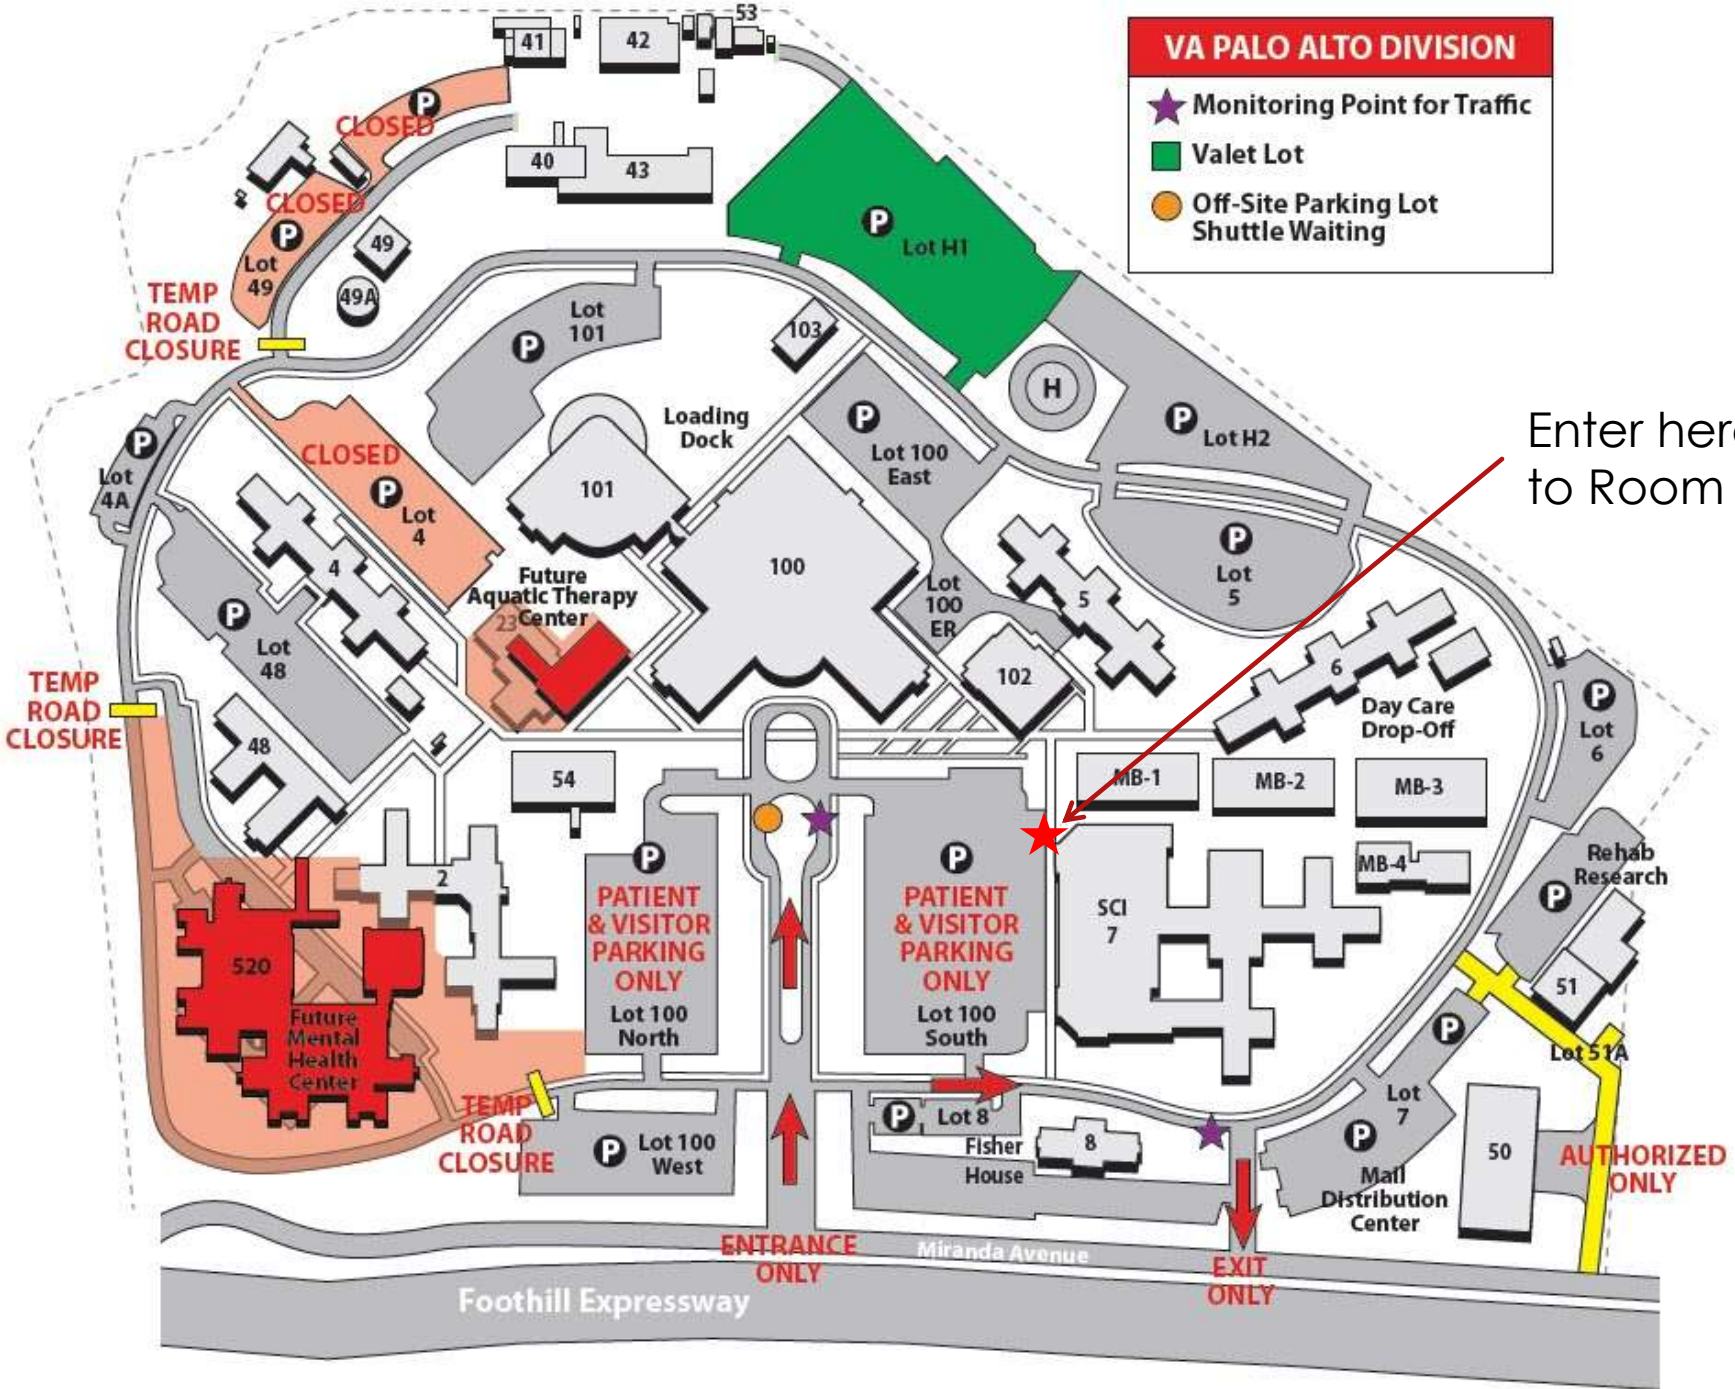 53
41
42
VA PALO ALTO DIVISION
Monitoring Point for Traffic
Valet Lot
Off-Site Parking Lot
Shuttle Waiting
P
CLOSED
40
43
CLOSED
P
Lot
49
49
49A
P
Lot H1
TEMP
ROAD
CLOSURE
Lot
101
P
103
H
P
Lot H2
Loading
Dock
P
Lot 100
East
Enter here
to Room
P
Lot
4A
CLOSED
P
Lot
4
101
100
P
Lot
5
4
Future
Aquatic Therapy
Center
23
Lot
100
ER
5
P
Lot
48
102
6
Day Care
Drop-Off
P
Lot
6
TEMP
ROAD
CLOSURE
48
54
MB-1
MB-2
MB-3
MB-4
Rehab
Research
P
2
P
PATIENT
& VISITOR
PARKING
ONLY
Lot 100
North
P
PATIENT
& VISITOR
PARKING
ONLY
Lot 100
South
SCI
7
520
Future
Mental
Health
Center
51
P
Lot 51A
TEMP
ROAD
CLOSURE
P
Lot 100
West
P
Lot 8
Fisher
House
8
Lot
7
P
Mail
Distribution
Center
50
AUTHORIZED
ONLY
ENTRANCE
ONLY
Miranda Avenue
EXIT
ONLY
Foothill Expressway